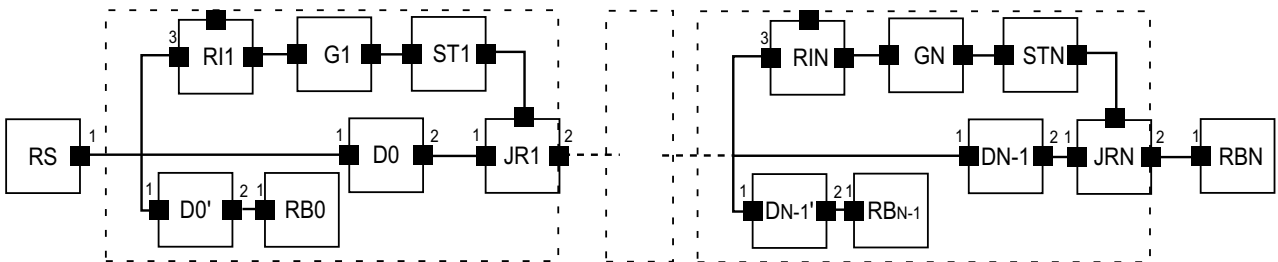 3 RI1 G1 ST1
RS 1 1 D0 2 1 JR1 2
1 D0' 2 1 RB0
3 RIN GN STN
1 DN-1 2 1 JRN 2 1 RBN
1 DN-1' 2 1 RBN-1